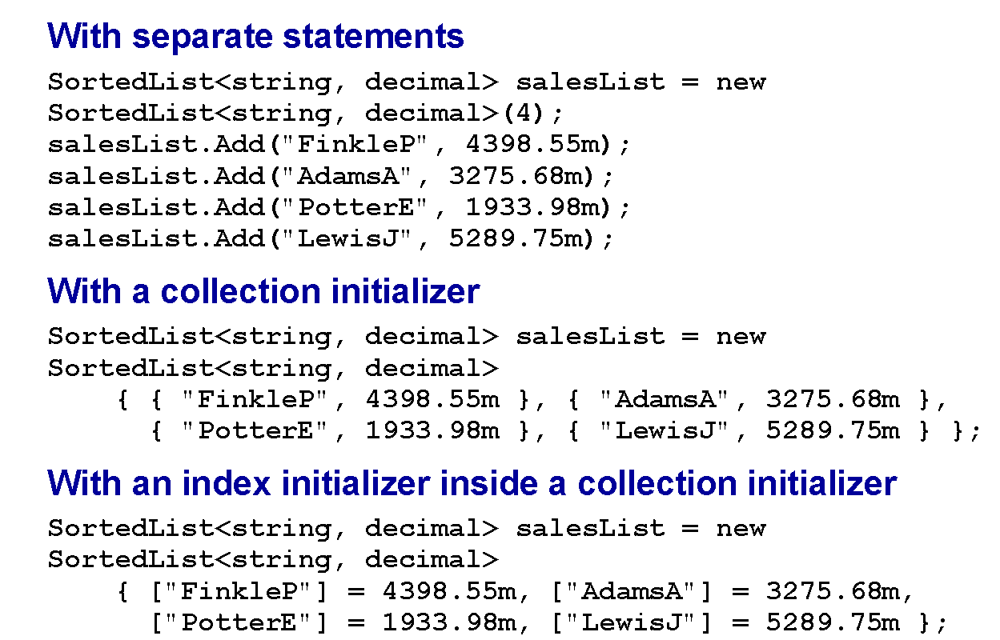 With separate statements
SortedList<string, decimal> salesList = new
SortedList<string, decimal>(4);
salesList.Add("FinkleP", 4398.55m);
salesList.Add("AdamsA", 3275.68m);
salesList.Add("PotterE", 1933.98m);
salesList.Add("LewisJ", 5289.75m);
With a collection initializer
SortedList<string, decimal> salesList = new
SortedList<string, decimal>
    { { "FinkleP", 4398.55m }, { "AdamsA", 3275.68m },
      { "PotterE", 1933.98m }, { "LewisJ", 5289.75m } };
With an index initializer inside a collection initializer
SortedList<string, decimal> salesList = new
SortedList<string, decimal>
    { ["FinkleP"] = 4398.55m, ["AdamsA"] = 3275.68m,
      ["PotterE"] = 1933.98m, ["LewisJ"] = 5289.75m };